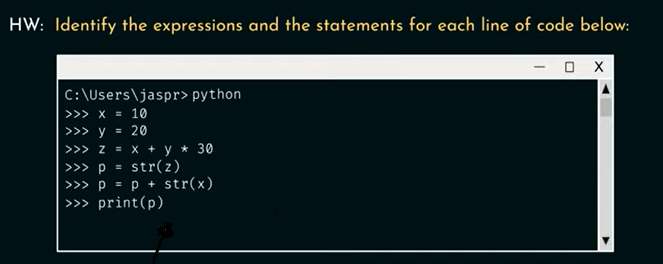 HW: Identify the expressions and the statements for each line of code below:
— □ X
C:\Users\jaspr> python
>>> x = 10
>>> y = 20
>>> z = x + y * 30
>>> p = str(z)
>>> p = p + str(x)
>>> print(p)